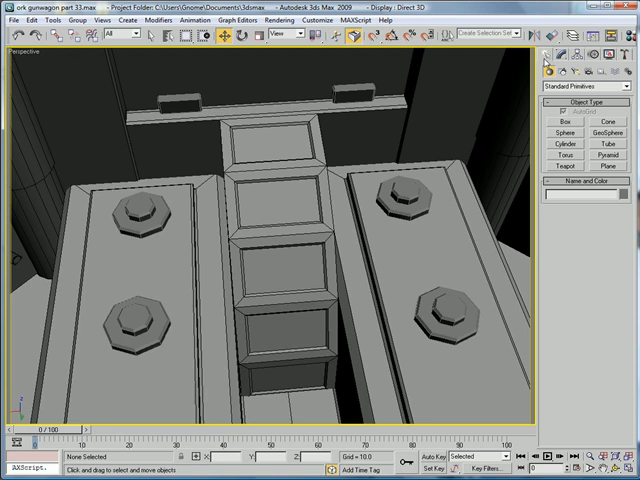 ork gunwagon part 33.max - Project Folder: C:\Users\Gnome\Documents\3dsmax - Autodesk 3ds Max 2009 - Display : Direct 3D
File Edit Tools Group Views Create Modifiers Animation Graph Editors Rendering Customize MAXScript Help
All View Create Selection Set
Perspective
Standard Primitives
- Object Type
AutoGrid
Box Cone
Sphere GeoSphere
Cylinder Tube
Torus Pyramid
Teapot Plane
- Name and Color
z
0 / 100
0 10 20 30 40 50 60 70 80 90 100
None Selected X: Y: Z: Grid = 10.0 Auto Key Selected
AXScript. Click and drag to select and move objects Add Time Tag Set Key Key Filters... 0